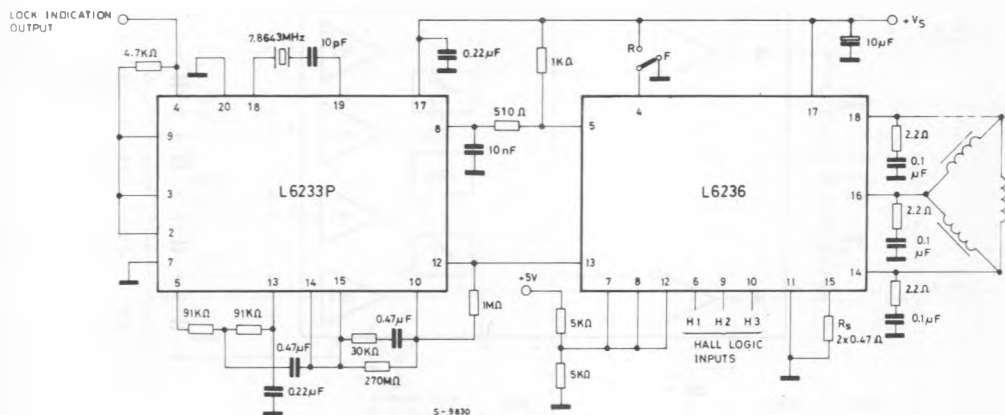 LOCK INDICATION
OUTPUT
4.7KΩ
7.8643MHz
10pF
0.22µF
1KΩ
R
F
+Vs
10µF
4
20
18
19
17
4
17
9
3
2
7
8
12
510Ω
10nF
5
13
18
16
14
L6233P
L6236
2.2Ω
0.1
µF
2.2Ω
0.1
µF
2.2Ω
0.1µF
5
13
14
15
10
7
8
12
6
9
10
11
15
+5V
1MΩ
91KΩ
91KΩ
0.47µF
0.47µF
30KΩ
270MΩ
0.22µF
5KΩ
5KΩ
H1
H2
H3
HALL LOGIC
INPUTS
Rs
2x0.47Ω
S-9830